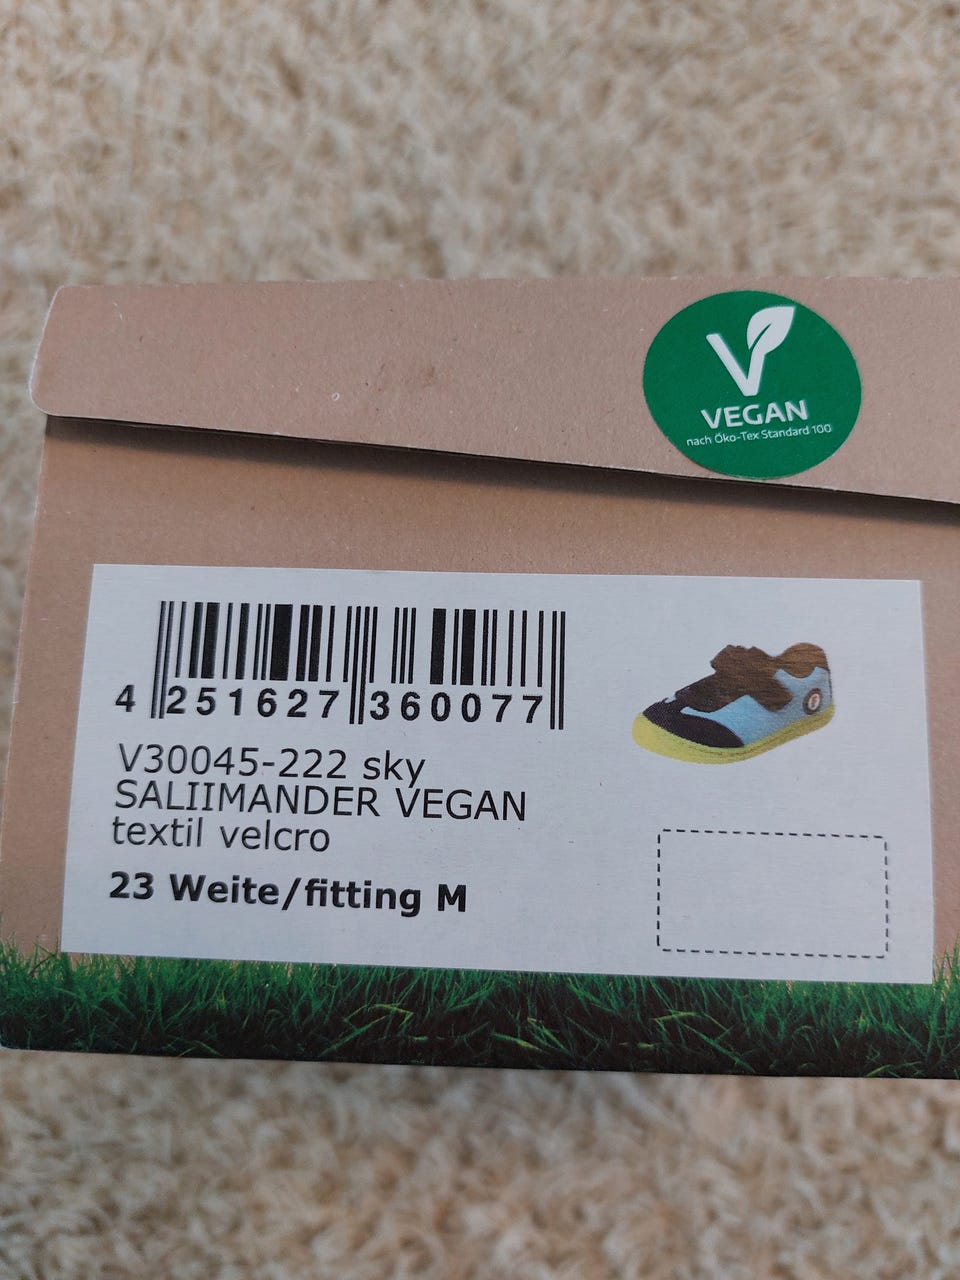 VEGAN
nach Öko-Tex Standard 100
4 251627 360077
V30045-222 sky
SALIIMANDER VEGAN
textil velcro
23 Weite/fitting M